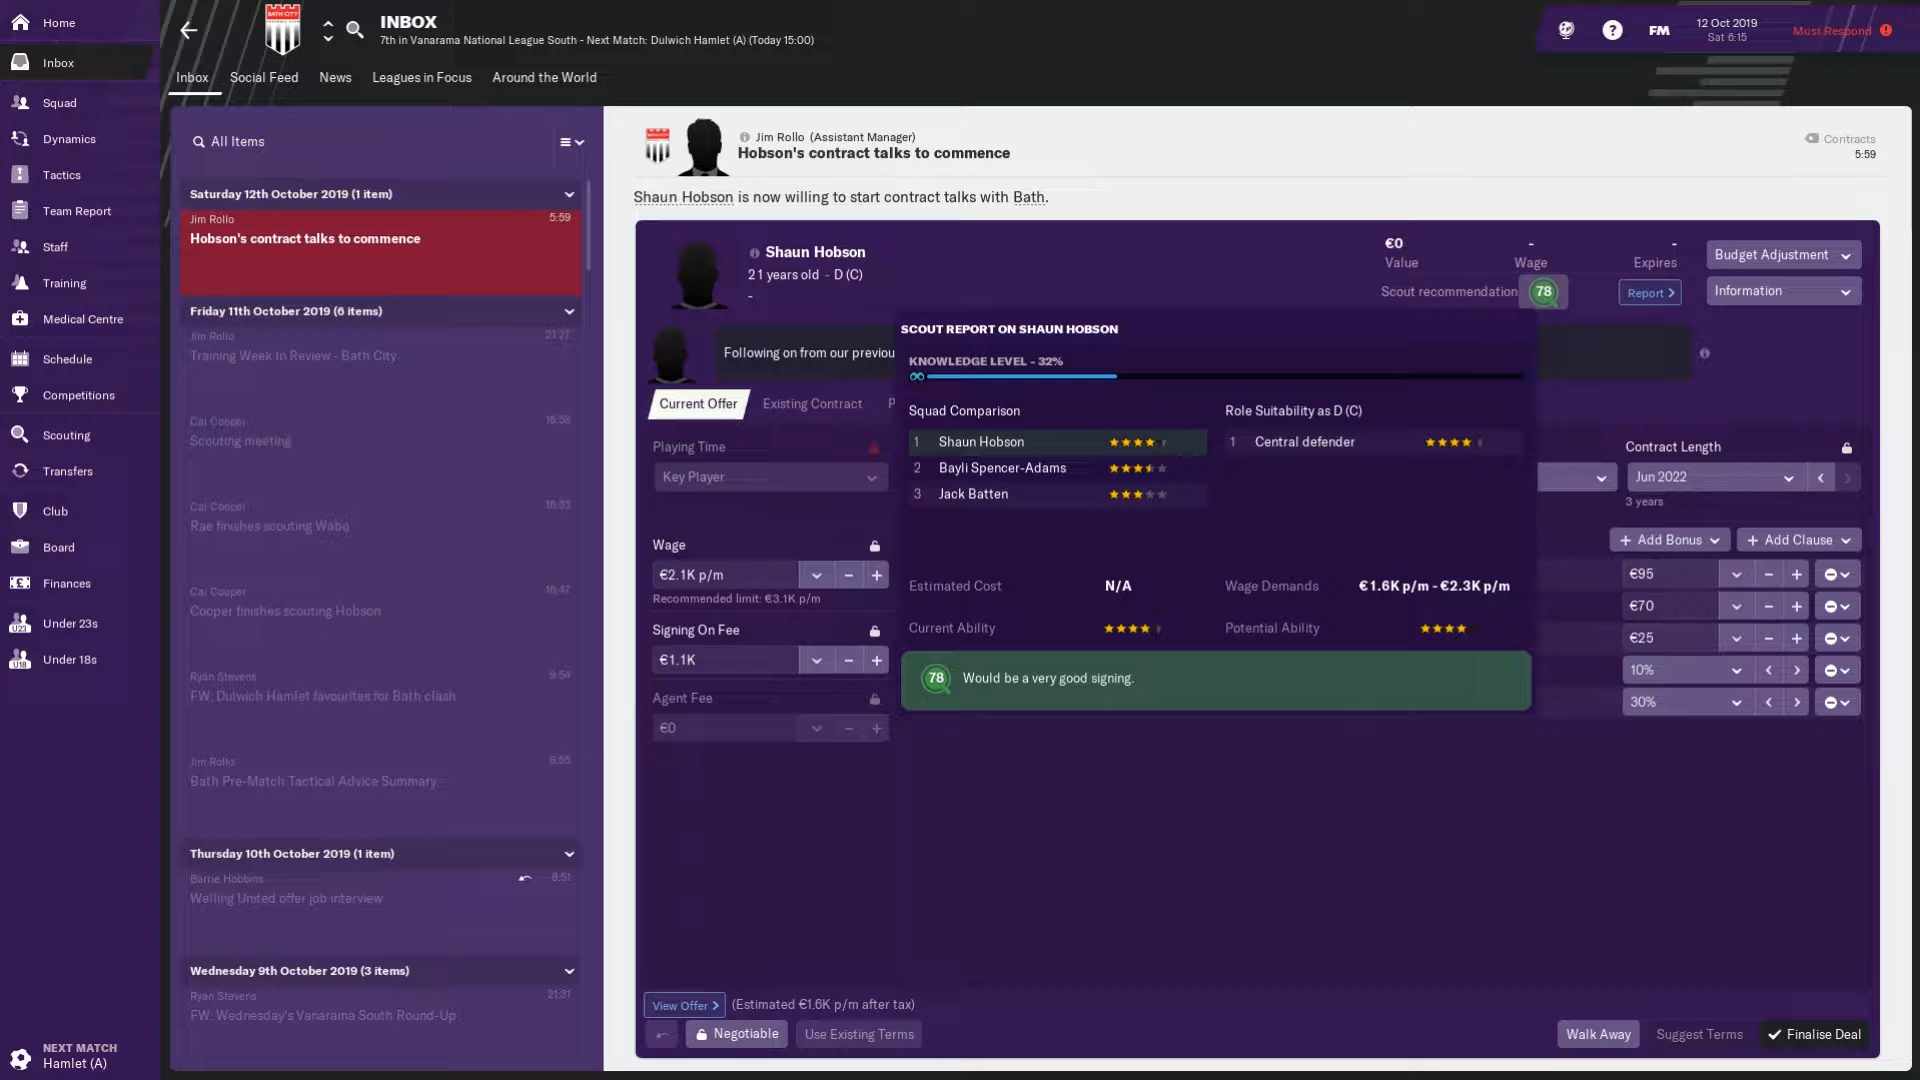 Home
Inbox
Squad
Dynamics
Tactics
Team Report
Staff
Training
Medical Centre
Schedule
Competitions
Scouting
Transfers
Club
Board
Finances
Under 23s
Under 18s
NEXT MATCH
Hamlet (A)
BATH CITY
INBOX
7th in Vanarama National League South - Next Match: Dulwich Hamlet (A) (Today 15:00)
FM
12 Oct 2019
Sat 6:15
Must Respond
Inbox
Social Feed
News
Leagues in Focus
Around the World
All Items
Saturday 12th October 2019 (1 item)
Jim Rollo 5:59
Hobson's contract talks to commence
Friday 11th October 2019 (6 items)
Jim Rollo 21:27
Training Week In Review - Bath City
Cai Cooper 16:58
Scouting meeting
Cai Cooper 16:53
Rae finishes scouting Wabo
Cai Cooper 16:47
Cooper finishes scouting Hobson
Ryan Stevens 9:54
FW: Dulwich Hamlet favourites for Bath clash
Jim Rollo 8:56
Bath Pre-Match Tactical Advice Summary
Thursday 10th October 2019 (1 item)
Barrie Hobbins 8:51
Welling United offer job interview
Wednesday 9th October 2019 (3 items)
Ryan Stevens 21:31
FW: Wednesday's Vanarama South Round-Up
Jim Rollo (Assistant Manager)
Hobson's contract talks to commence
Contracts
5:59
Shaun Hobson is now willing to start contract talks with Bath.
Shaun Hobson
21 years old - D (C)
-
€0 - -
Value Wage Expires
Scout recommendation 78
Report >
Budget Adjustment
Information
Following on from our previou
Current Offer
Existing Contract
P
Playing Time
Key Player
Wage
€2.1K p/m
Recommended limit: €3.1K p/m
Signing On Fee
€1.1K
Agent Fee
€0
SCOUT REPORT ON SHAUN HOBSON
KNOWLEDGE LEVEL - 32%
Squad Comparison
1 Shaun Hobson
2 Bayli Spencer-Adams
3 Jack Batten
Role Suitability as D (C)
1 Central defender
Estimated Cost N/A
Wage Demands €1.6K p/m - €2.3K p/m
Current Ability
Potential Ability
78 Would be a very good signing.
Contract Length
Jun 2022
3 years
+ Add Bonus
+ Add Clause
€95
€70
€25
10%
30%
View Offer > (Estimated €1.6K p/m after tax)
Negotiable
Use Existing Terms
Walk Away
Suggest Terms
Finalise Deal